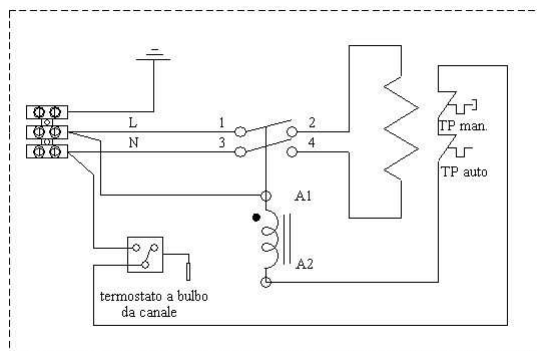 L
1
2
N
3
4
TP man.
TP auto
A1
A2
termostato a bulbo
da canale